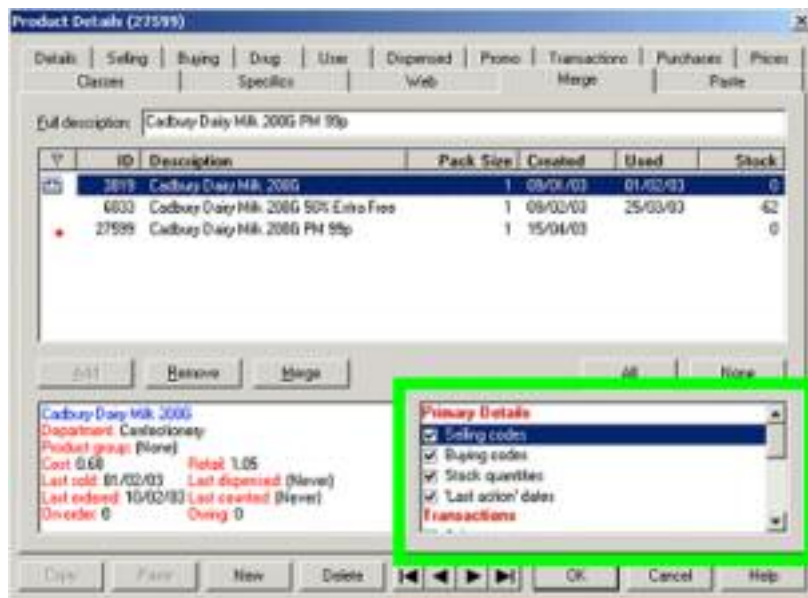 Product Details (27599)
Details Selling Buying Drug User Dispensed Promo Transactions Purchases Prices
Classes Specifics Web Merge Paste
Full description: Cadbury Dairy Milk 200G PM 99p
ID Description Pack Size Created Used Stock
3819 Cadbury Dairy Milk 200G 1 09/01/03 01/02/03 0
6033 Cadbury Dairy Milk 200G 50% Extra Free 1 09/02/03 25/03/03 -62
27599 Cadbury Dairy Milk 200G PM 99p 1 15/04/03 0
Add Remove Merge All None
Cadbury Dairy Milk 200G
Department: Confectionery
Product group: (None)
Cost: 0.68 Retail: 1.05
Last sold: 01/02/03 Last dispensed: (Never)
Last ordered: 10/02/03 Last counted: (Never)
On order: 0 Owing: 0
Primary Details
Selling codes
Buying codes
Stock quantities
'Last action' dates
Transactions
Copy Paste New Delete OK Cancel Help